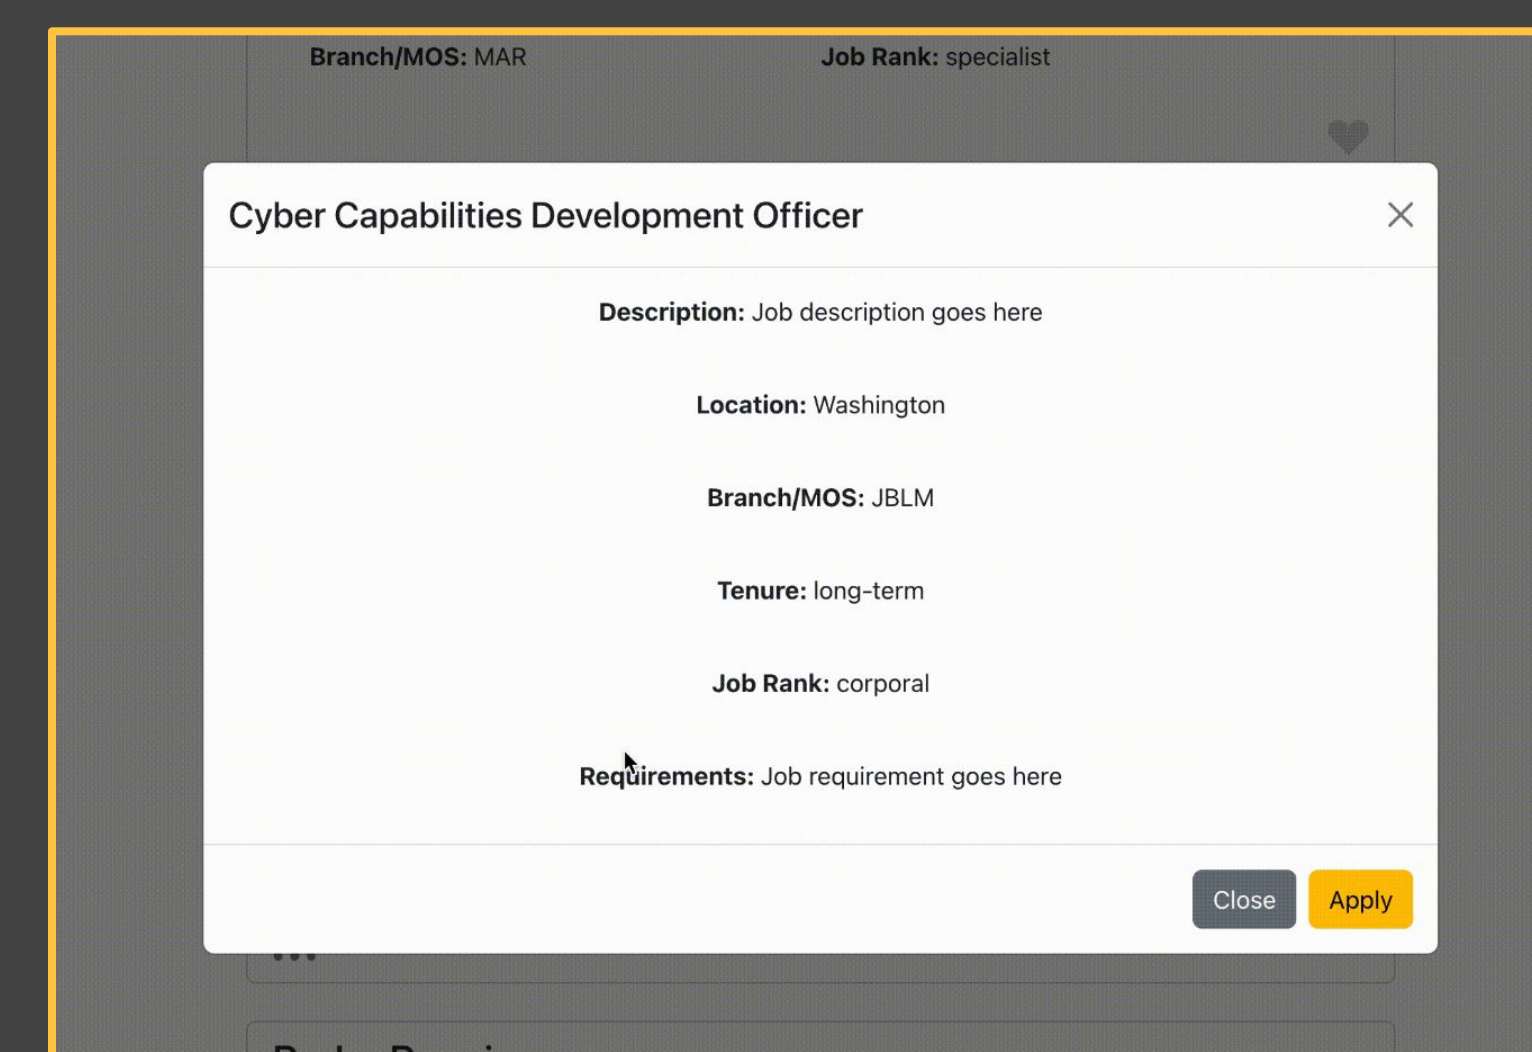 Branch/MOS: MAR Job Rank: specialist
Cyber Capabilities Development Officer
Description: Job description goes here
Location: Washington
Branch/MOS: JBLM
Tenure: long-term
Job Rank: corporal
Requirements: Job requirement goes here
Close Apply